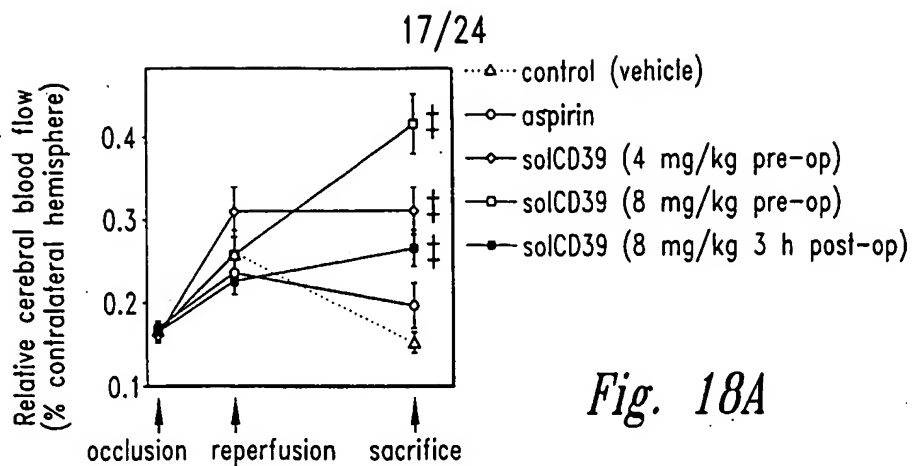 17/24
Relative cerebral blood flow
(% contralateral hemisphere)
0.4
0.3
0.2
0.1
‡
‡
‡
occlusion reperfusion sacrifice
control (vehicle)
aspirin
solCD39 (4 mg/kg pre-op)
solCD39 (8 mg/kg pre-op)
solCD39 (8 mg/kg 3 h post-op)
Fig. 18A